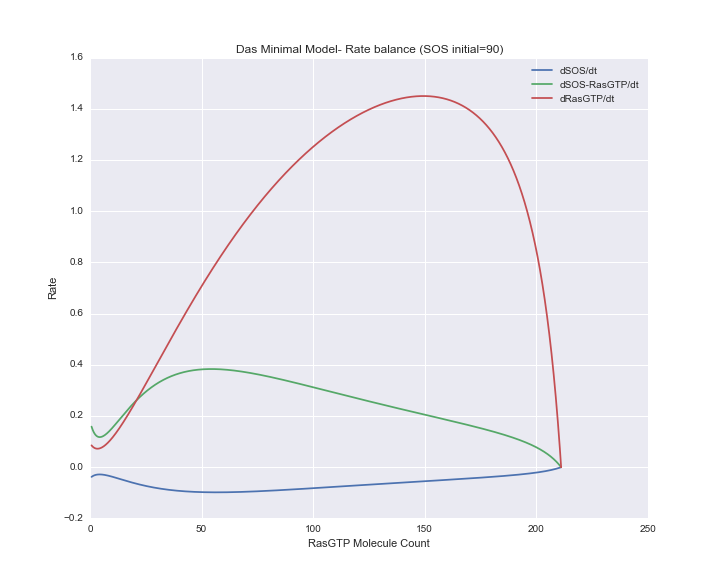 Das Minimal Model- Rate balance (SOS initial=90)
dSOS/dt
dSOS-RasGTP/dt
dRasGTP/dt
Rate
1.6
1.4
1.2
1.0
0.8
0.6
0.4
0.2
0.0
−0.2
0 50 100 150 200 250
RasGTP Molecule Count